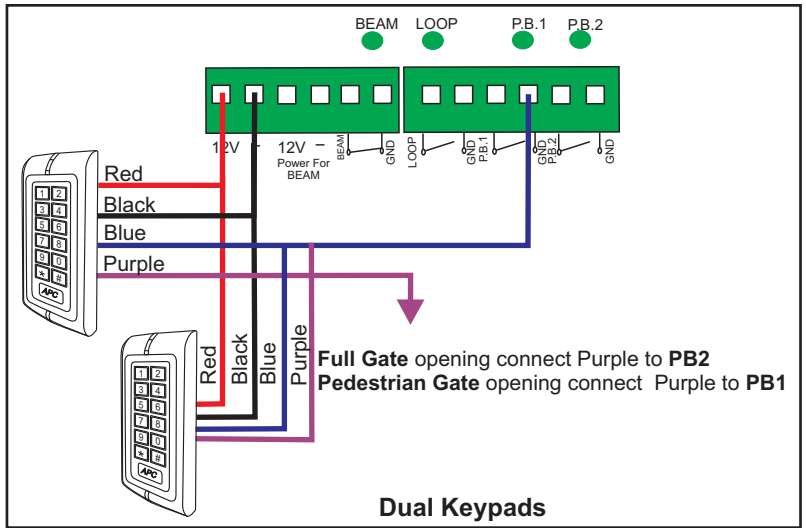 BEAM LOOP P.B.1 P.B.2
12V – 12V –
Power For
BEAM
BEAM
GND
LOOP
GND
P.B.1
GND
P.B.2
GND
Red
Black
Blue
Purple
1 2
3 4
5 6
7 8
9 0
* #
APC
Red
Black
Blue
Purple
Full Gate opening connect Purple to PB2
Pedestrian Gate opening connect Purple to PB1
1 2
3 4
5 6
7 8
9 0
* #
APC
Dual Keypads